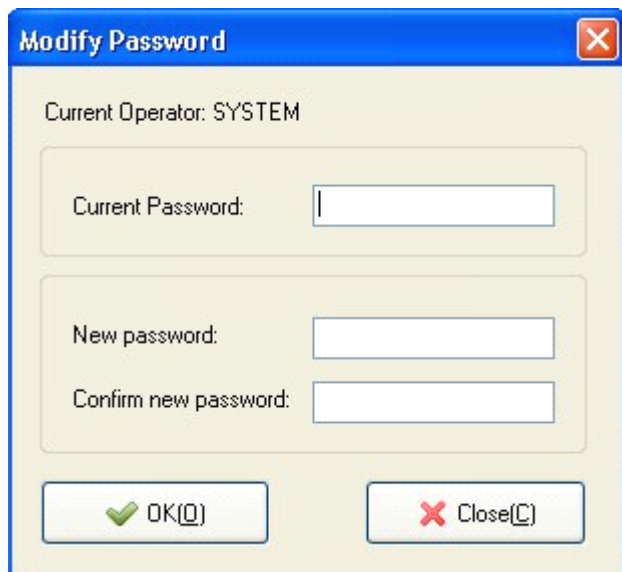 Modify Password
Current Operator: SYSTEM
Current Password:
New password:
Confirm new password:
OK(O) Close(C)